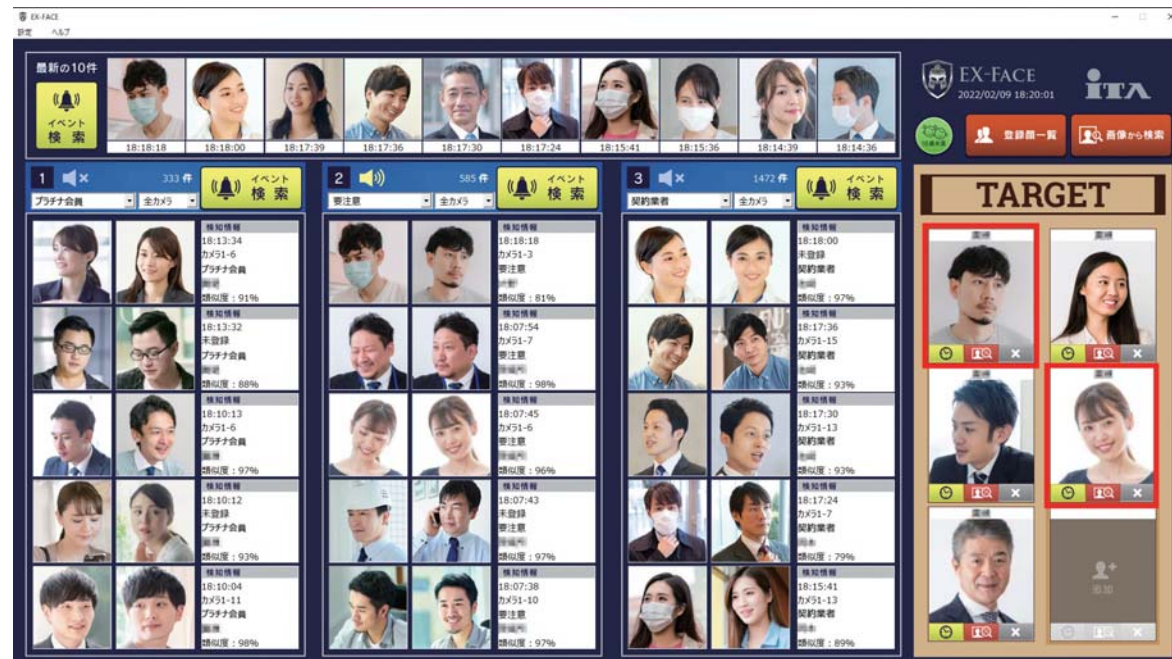 EX-FACE
設定 ヘルプ
最新の10件
イベント
検索
18:18:18 18:18:00 18:17:39 18:17:36 18:17:30 18:17:24 18:15:41 18:15:36 18:14:39 18:14:36
EX-FACE
2022/02/09 18:20:01
iTA
登録顔一覧
画像から検索
1 333 件
プラチナ会員 全カメラ
イベント
検索
検知情報
18:13:34
カメラ1-6
プラチナ会員
類似度:91%
検知情報
18:13:32
未登録
プラチナ会員
類似度:88%
検知情報
18:10:13
カメラ1-6
プラチナ会員
類似度:97%
検知情報
18:10:12
未登録
プラチナ会員
類似度:93%
検知情報
18:10:04
カメラ1-11
プラチナ会員
類似度:98%
2 585 件
要注意 全カメラ
イベント
検索
検知情報
18:18:18
カメラ1-3
要注意
類似度:81%
検知情報
18:07:54
カメラ1-7
要注意
類似度:98%
検知情報
18:07:45
カメラ1-6
要注意
類似度:96%
検知情報
18:07:43
未登録
要注意
類似度:97%
検知情報
18:07:38
カメラ1-10
要注意
類似度:97%
3 1472 件
契約業者 全カメラ
イベント
検索
検知情報
18:18:00
未登録
契約業者
類似度:97%
検知情報
18:17:36
カメラ1-15
契約業者
類似度:93%
検知情報
18:17:30
カメラ1-13
契約業者
類似度:93%
検知情報
18:17:24
カメラ1-7
契約業者
類似度:79%
検知情報
18:15:41
カメラ1-13
契約業者
類似度:89%
TARGET
追加